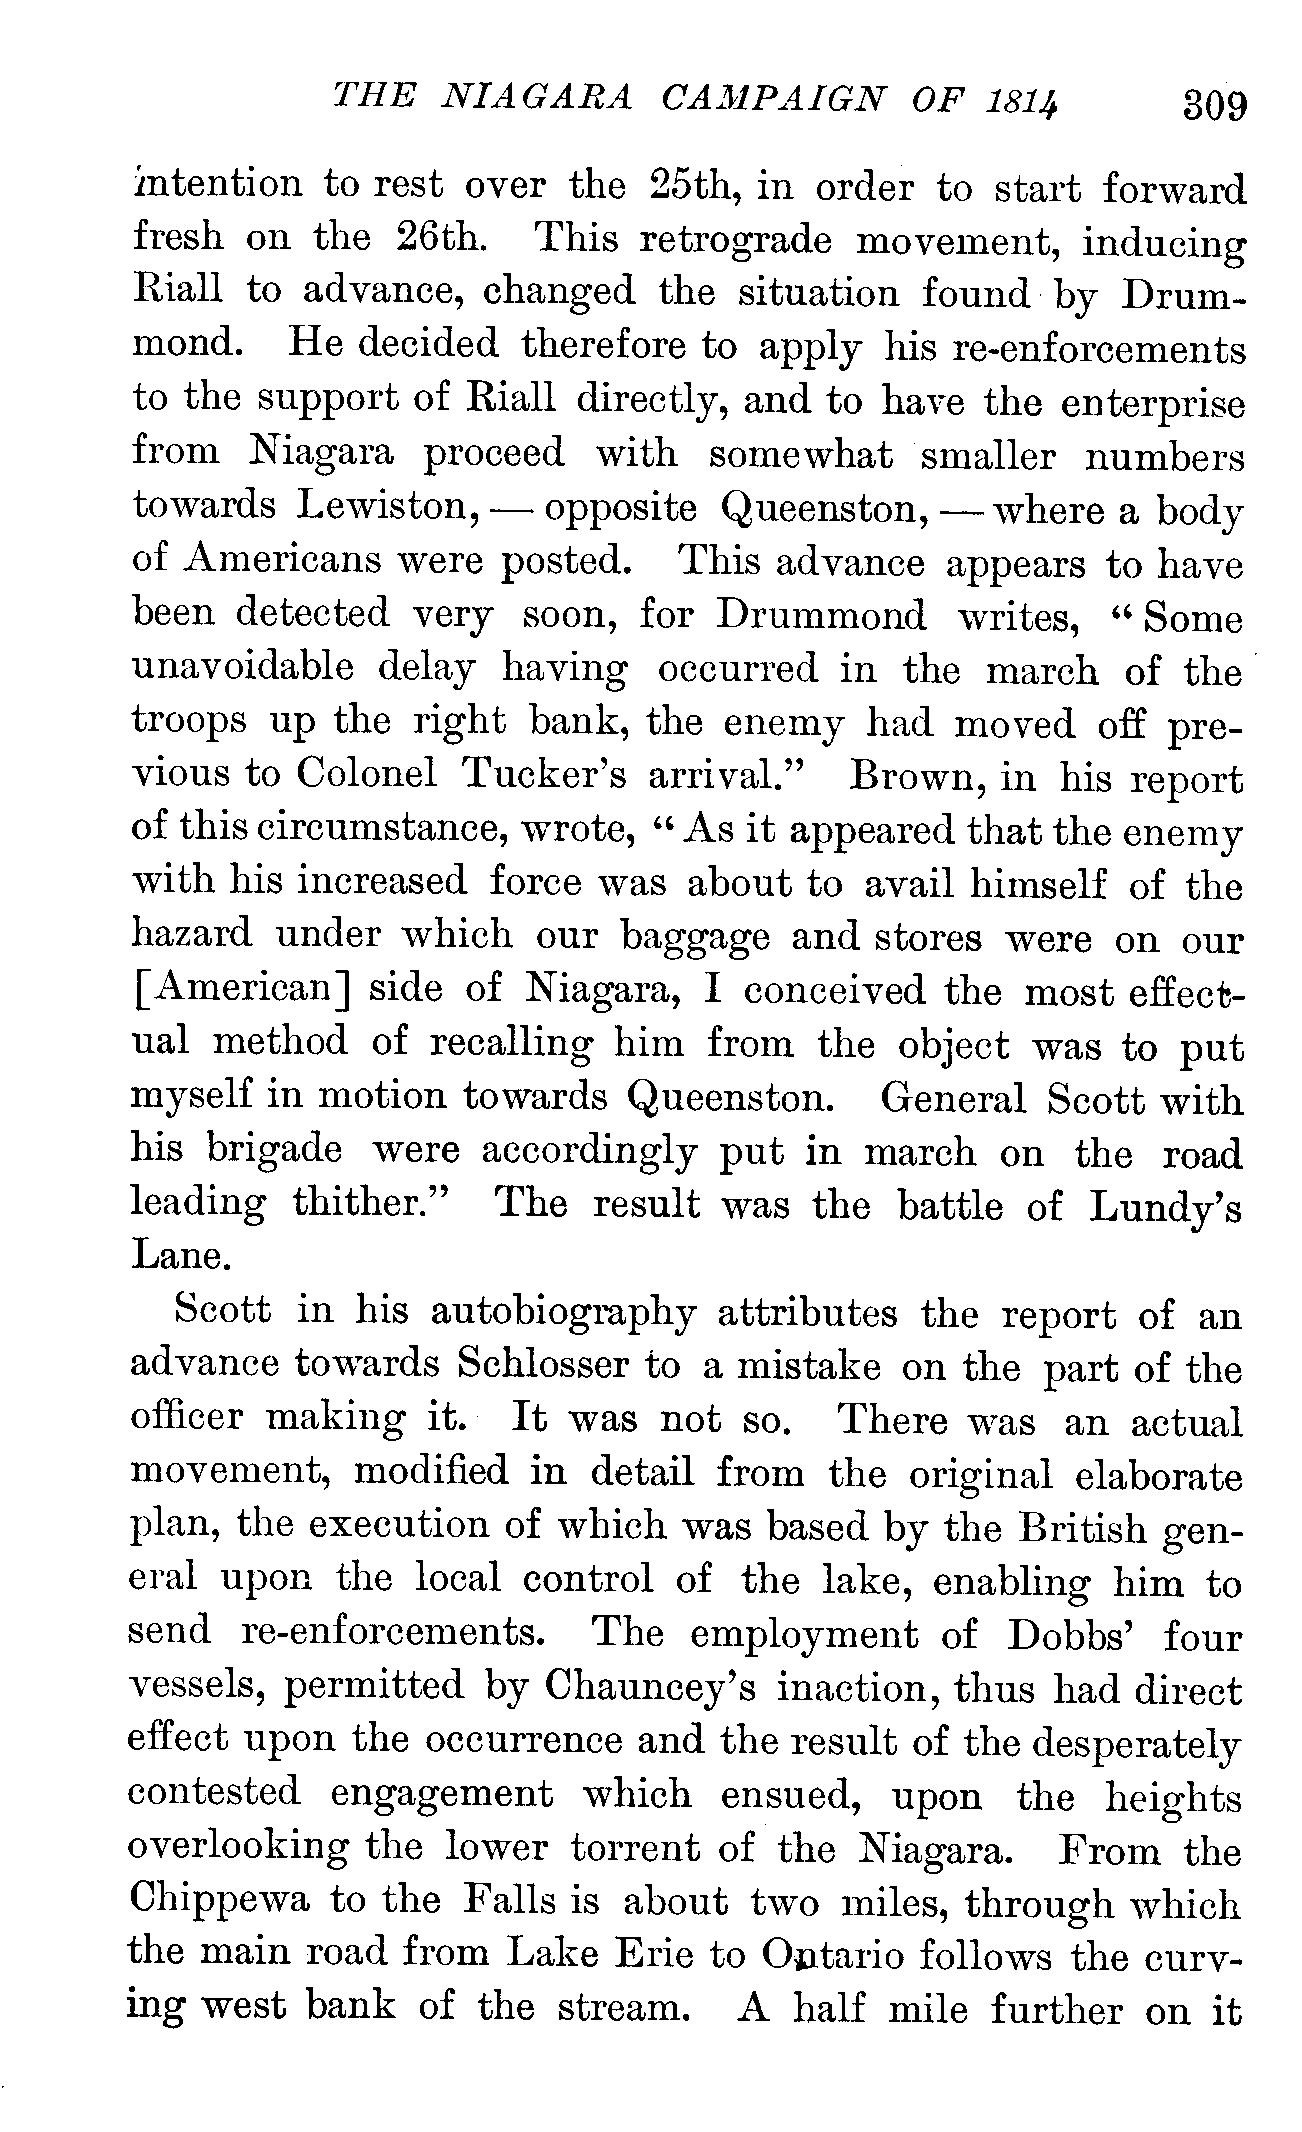 THE NIAGARA CAMPAIGN OF 1814 309
intention to rest over the 25th, in order to start forward
fresh on the 26th. This retrograde movement, inducing
Riall to advance, changed the situation found by Drum-
mond. He decided therefore to apply his re-enforcements
to the support of Riall directly, and to have the enterprise
from Niagara proceed with somewhat smaller numbers
towards Lewiston, — opposite Queenston, — where a body
of Americans were posted. This advance appears to have
been detected very soon, for Drummond writes, “Some
unavoidable delay having occurred in the march of the
troops up the right bank, the enemy had moved off pre-
vious to Colonel Tucker’s arrival.” Brown, in his report
of this circumstance, wrote, “As it appeared that the enemy
with his increased force was about to avail himself of the
hazard under which our baggage and stores were on our
[American] side of Niagara, I conceived the most effect-
ual method of recalling him from the object was to put
myself in motion towards Queenston. General Scott with
his brigade were accordingly put in march on the road
leading thither.” The result was the battle of Lundy’s
Lane.
Scott in his autobiography attributes the report of an
advance towards Schlosser to a mistake on the part of the
officer making it. It was not so. There was an actual
movement, modified in detail from the original elaborate
plan, the execution of which was based by the British gen-
eral upon the local control of the lake, enabling him to
send re-enforcements. The employment of Dobbs’ four
vessels, permitted by Chauncey’s inaction, thus had direct
effect upon the occurrence and the result of the desperately
contested engagement which ensued, upon the heights
overlooking the lower torrent of the Niagara. From the
Chippewa to the Falls is about two miles, through which
the main road from Lake Erie to Ontario follows the curv-
ing west bank of the stream. A half mile further on it